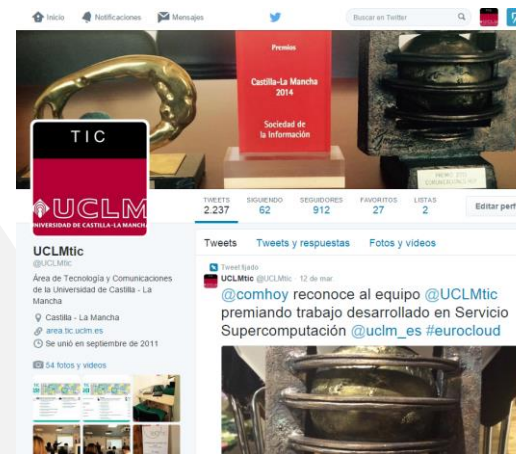 Inicio Notificaciones Mensajes Buscar en Twitter
Premios
Castilla-La Mancha
2014
Sociedad de
la Información
TIC
UCLM
UNIVERSIDAD DE CASTILLA-LA MANCHA
TWEETS SIGUIENDO SEGUIDORES FAVORITOS LISTAS
2.237 62 912 27 2
Editar perf
UCLMtic
@UCLMtic
Área de Tecnología y Comunicaciones
de la Universidad de Castilla - La
Mancha
Castilla - La Mancha
area.tic.uclm.es
Se unió en septiembre de 2011
54 fotos y vídeos
Tweets Tweets y respuestas Fotos y vídeos
Tweet fijado
UCLMtic @UCLMtic · 12 de mar
@comhoy reconoce al equipo @UCLMtic
premiando trabajo desarrollado en Servicio
Supercomputación @uclm_es #eurocloud